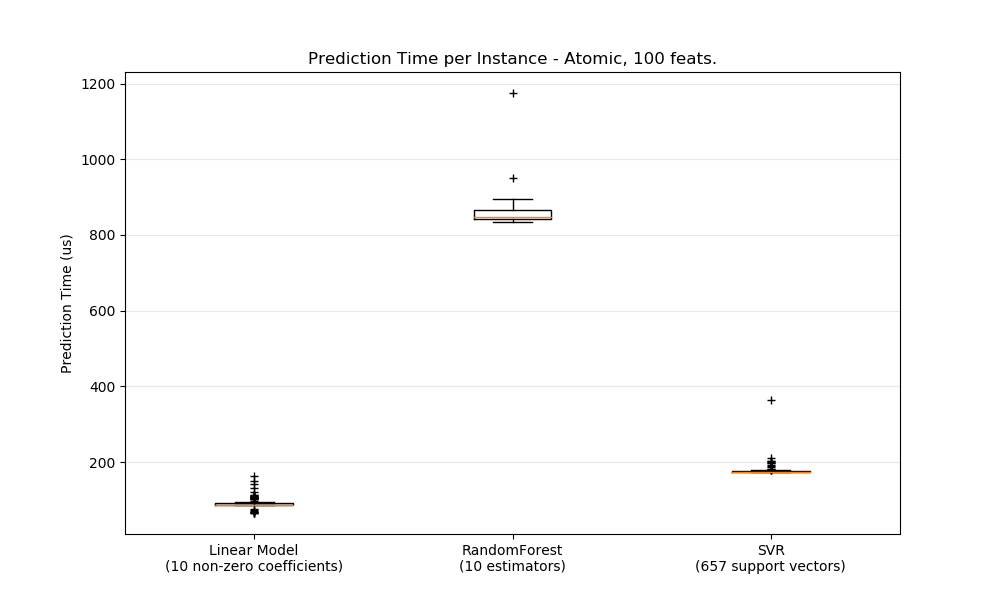 Prediction Time per Instance - Atomic, 100 feats.
1200
1000
800
600
400
200
Prediction Time (us)
Linear Model
(10 non-zero coefficients)
RandomForest
(10 estimators)
SVR
(657 support vectors)